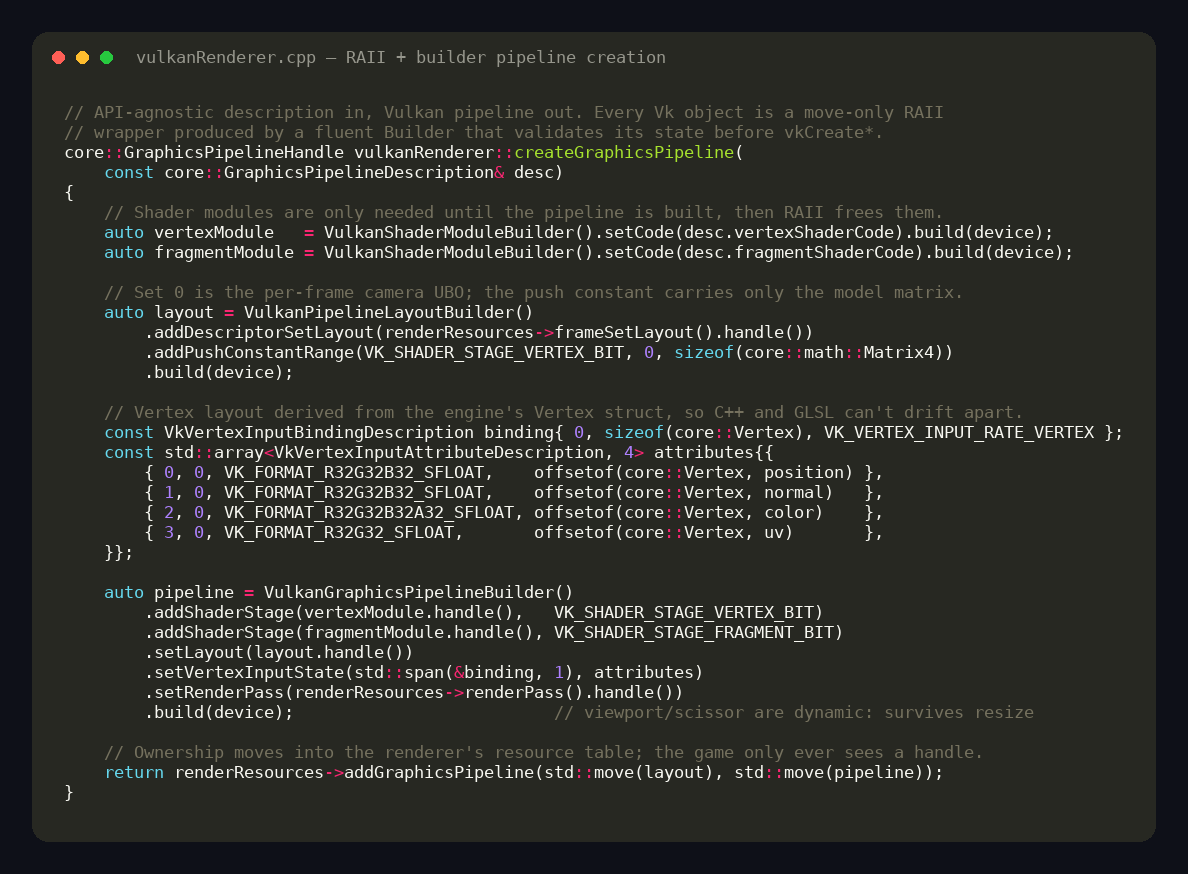 vulkanRenderer.cpp — RAII + builder pipeline creation
// API-agnostic description in, Vulkan pipeline out. Every Vk object is a move-only RAII
// wrapper produced by a fluent Builder that validates its state before vkCreate*.
core::GraphicsPipelineHandle vulkanRenderer::createGraphicsPipeline(
    const core::GraphicsPipelineDescription& desc)
{
    // Shader modules are only needed until the pipeline is built, then RAII frees them.
    auto vertexModule   = VulkanShaderModuleBuilder().setCode(desc.vertexShaderCode).build(device);
    auto fragmentModule = VulkanShaderModuleBuilder().setCode(desc.fragmentShaderCode).build(device);

    // Set 0 is the per-frame camera UBO; the push constant carries only the model matrix.
    auto layout = VulkanPipelineLayoutBuilder()
        .addDescriptorSetLayout(renderResources->frameSetLayout().handle())
        .addPushConstantRange(VK_SHADER_STAGE_VERTEX_BIT, 0, sizeof(core::math::Matrix4))
        .build(device);

    // Vertex layout derived from the engine's Vertex struct, so C++ and GLSL can't drift apart.
    const VkVertexInputBindingDescription binding{ 0, sizeof(core::Vertex), VK_VERTEX_INPUT_RATE_VERTEX };
    const std::array<VkVertexInputAttributeDescription, 4> attributes{{
        { 0, 0, VK_FORMAT_R32G32B32_SFLOAT,    offsetof(core::Vertex, position) },
        { 1, 0, VK_FORMAT_R32G32B32_SFLOAT,    offsetof(core::Vertex, normal)   },
        { 2, 0, VK_FORMAT_R32G32B32A32_SFLOAT, offsetof(core::Vertex, color)    },
        { 3, 0, VK_FORMAT_R32G32_SFLOAT,       offsetof(core::Vertex, uv)       },
    }};

    auto pipeline = VulkanGraphicsPipelineBuilder()
        .addShaderStage(vertexModule.handle(),   VK_SHADER_STAGE_VERTEX_BIT)
        .addShaderStage(fragmentModule.handle(), VK_SHADER_STAGE_FRAGMENT_BIT)
        .setLayout(layout.handle())
        .setVertexInputState(std::span(&binding, 1), attributes)
        .setRenderPass(renderResources->renderPass().handle())
        .build(device);                          // viewport/scissor are dynamic: survives resize

    // Ownership moves into the renderer's resource table; the game only ever sees a handle.
    return renderResources->addGraphicsPipeline(std::move(layout), std::move(pipeline));
}